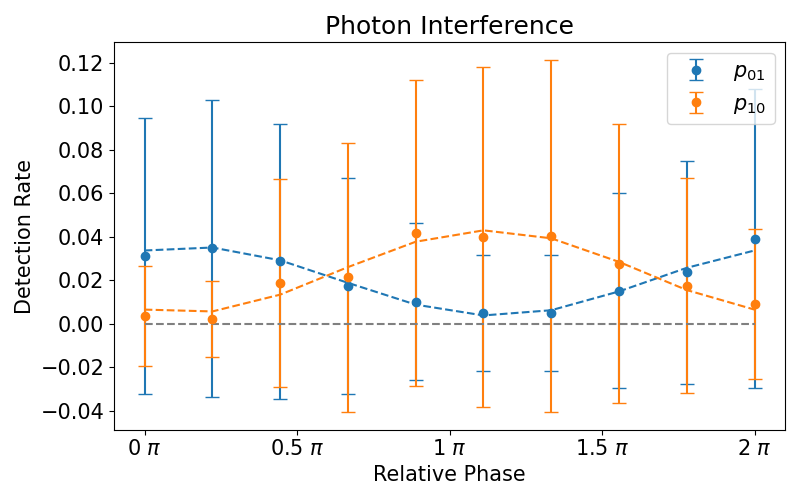 Photon Interference
Detection Rate
0.12
0.10
0.08
0.06
0.04
0.02
0.00
−0.02
−0.04
p01
p10
0 π
0.5 π
1 π
1.5 π
2 π
Relative Phase